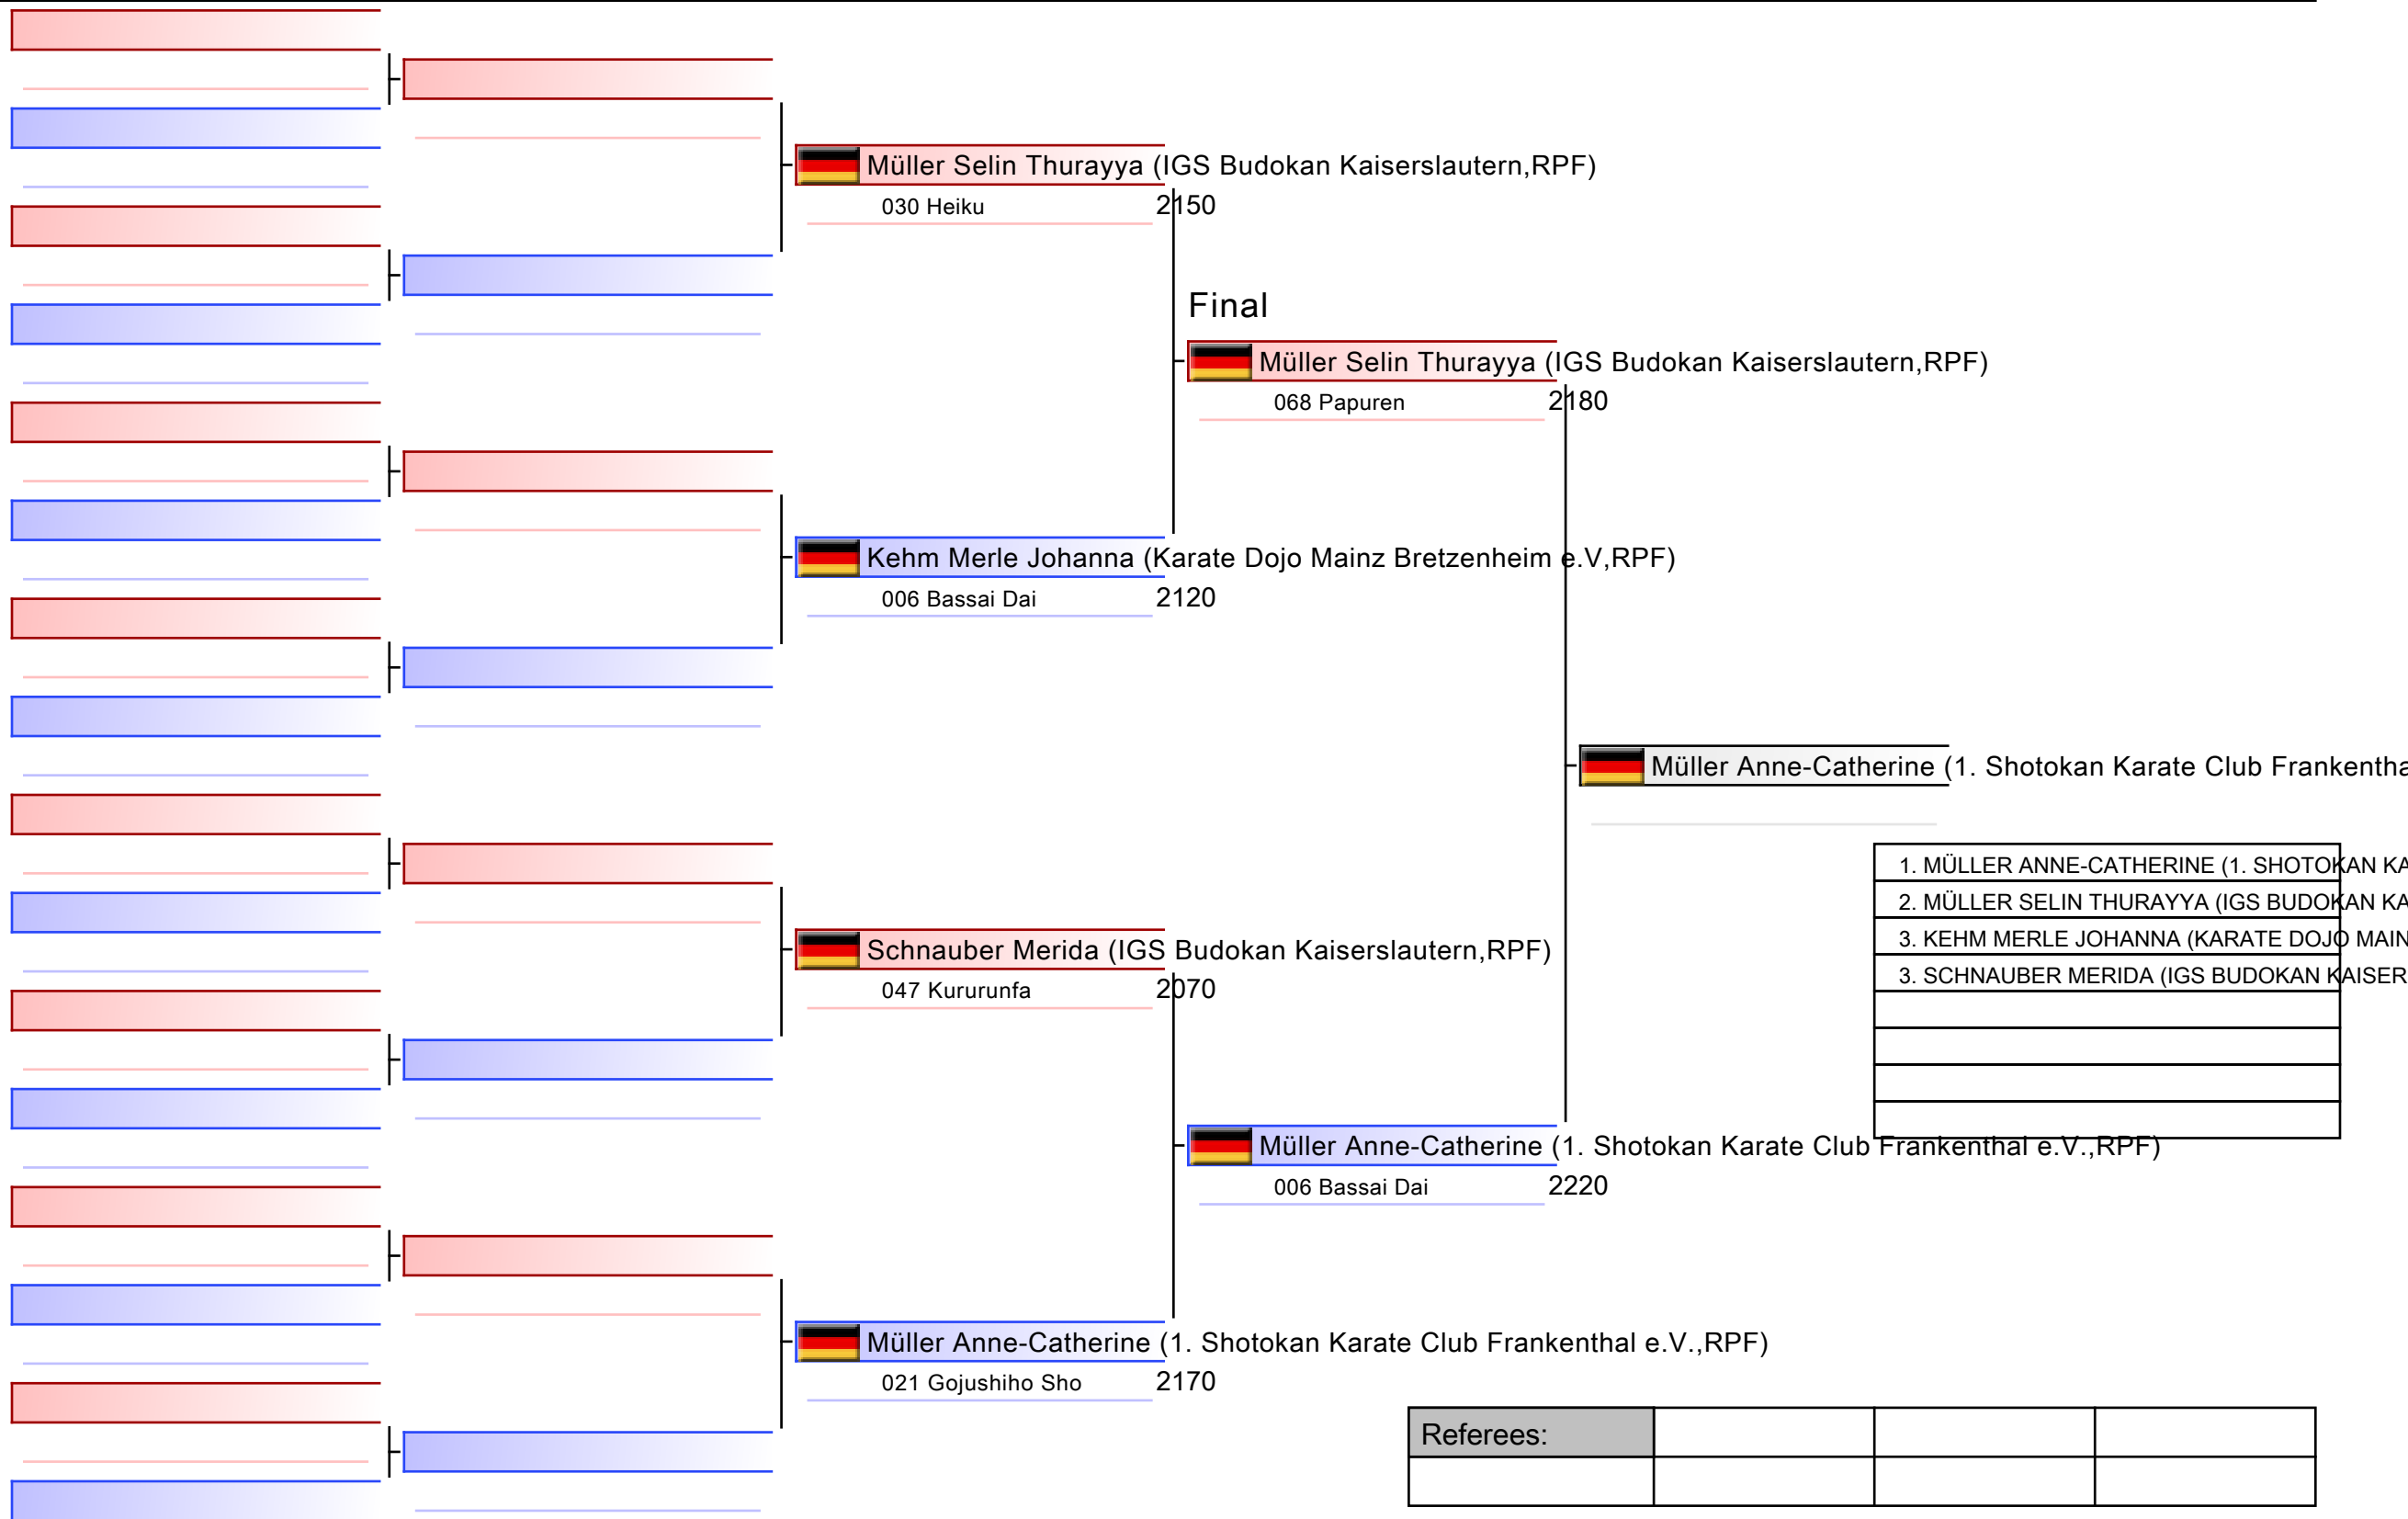 Müller Selin Thurayya (IGS Budokan Kaiserslautern,RPF)
030 Heiku 2150
Final
Müller Selin Thurayya (IGS Budokan Kaiserslautern,RPF)
068 Papuren 2180
Kehm Merle Johanna (Karate Dojo Mainz Bretzenheim e.V,RPF)
006 Bassai Dai 2120
Müller Anne-Catherine (1. Shotokan Karate Club Frankentha
1. MÜLLER ANNE-CATHERINE (1. SHOTOKAN KA
2. MÜLLER SELIN THURAYYA (IGS BUDOKAN KA
3. KEHM MERLE JOHANNA (KARATE DOJO MAIN
3. SCHNAUBER MERIDA (IGS BUDOKAN KAISER
Schnauber Merida (IGS Budokan Kaiserslautern,RPF)
047 Kururunfa 2070
Müller Anne-Catherine (1. Shotokan Karate Club Frankenthal e.V.,RPF)
006 Bassai Dai 2220
Müller Anne-Catherine (1. Shotokan Karate Club Frankenthal e.V.,RPF)
021 Gojushiho Sho 2170
Referees: